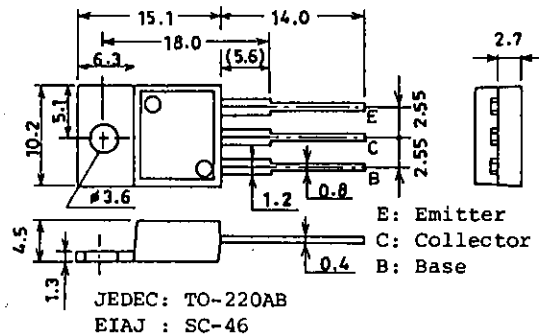 15.1
14.0
18.0
(5.6)
2.7
6.3
5.1
10.2
E
2.55
C
2.55
B
ø3.6
1.2
0.8
E: Emitter
4.5
C: Collector
1.3
0.4
B: Base
JEDEC: TO-220AB
EIAJ : SC-46